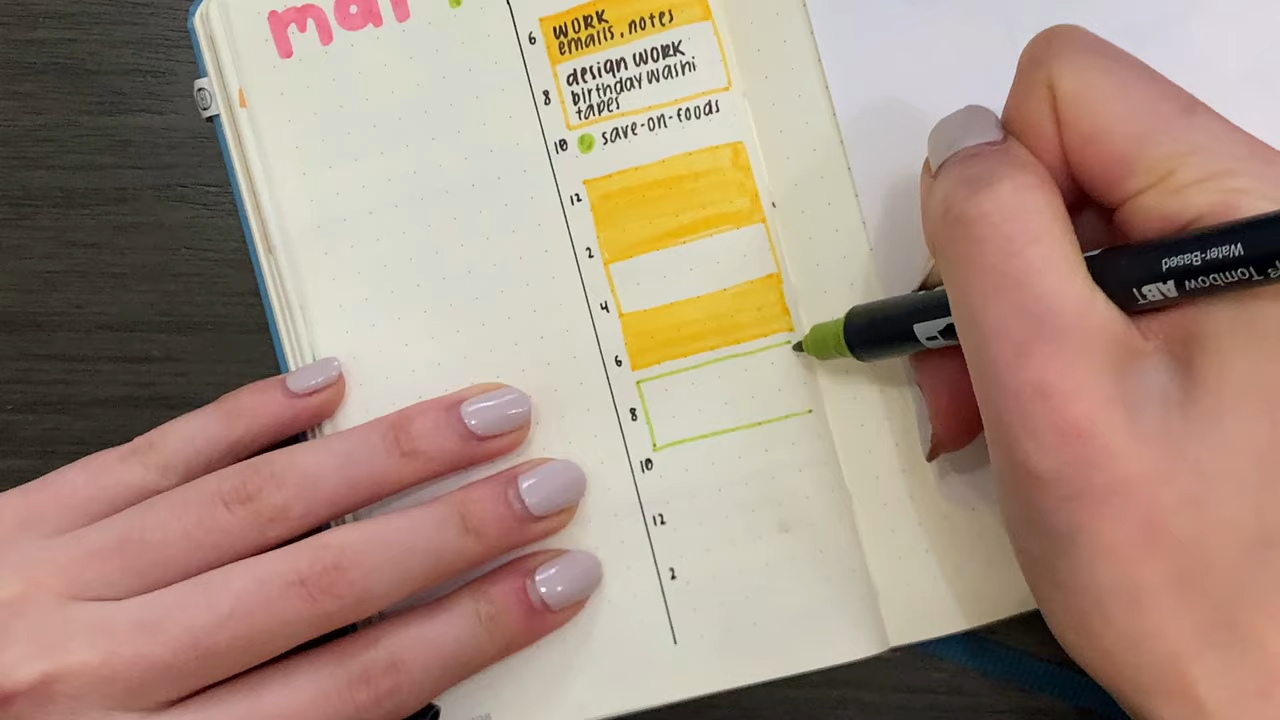 mar
6
WORK
emails, notes
design WORK
8
birthday washi
tapes
10
save-on-foods
12
2
4
6
8
10
12
2
Water-Based
Tombow ABT